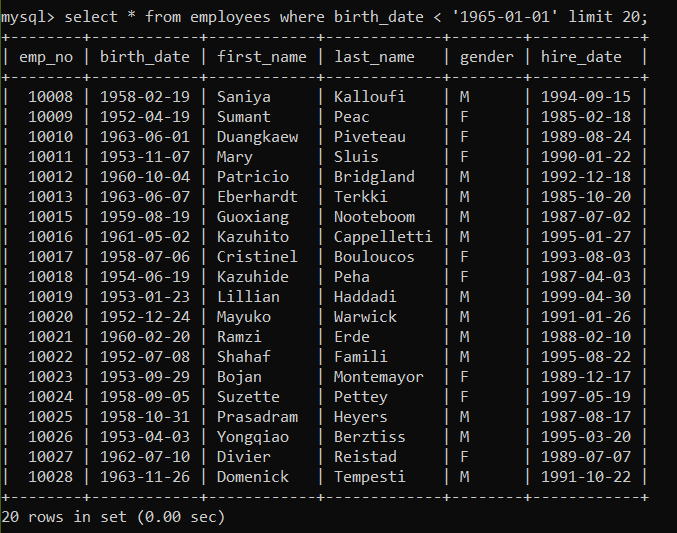 mysql> select * from employees where birth_date < '1965-01-01' limit 20;
+--------+------------+------------+-------------+--------+------------+
| emp_no | birth_date | first_name | last_name   | gender | hire_date  |
+--------+------------+------------+-------------+--------+------------+
|  10008 | 1958-02-19 | Saniya     | Kalloufi    | M      | 1994-09-15 |
|  10009 | 1952-04-19 | Sumant     | Peac        | F      | 1985-02-18 |
|  10010 | 1963-06-01 | Duangkaew  | Piveteau    | F      | 1989-08-24 |
|  10011 | 1953-11-07 | Mary       | Sluis       | F      | 1990-01-22 |
|  10012 | 1960-10-04 | Patricio   | Bridgland   | M      | 1992-12-18 |
|  10013 | 1963-06-07 | Eberhardt  | Terkki      | M      | 1985-10-20 |
|  10015 | 1959-08-19 | Guoxiang   | Nooteboom   | M      | 1987-07-02 |
|  10016 | 1961-05-02 | Kazuhito   | Cappelletti | M      | 1995-01-27 |
|  10017 | 1958-07-06 | Cristinel  | Bouloucos   | F      | 1993-08-03 |
|  10018 | 1954-06-19 | Kazuhide   | Peha        | F      | 1987-04-03 |
|  10019 | 1953-01-23 | Lillian    | Haddadi     | M      | 1999-04-30 |
|  10020 | 1952-12-24 | Mayuko     | Warwick     | M      | 1991-01-26 |
|  10021 | 1960-02-20 | Ramzi      | Erde        | M      | 1988-02-10 |
|  10022 | 1952-07-08 | Shahaf     | Famili      | M      | 1995-08-22 |
|  10023 | 1953-09-29 | Bojan      | Montemayor  | F      | 1989-12-17 |
|  10024 | 1958-09-05 | Suzette    | Pettey      | F      | 1997-05-19 |
|  10025 | 1958-10-31 | Prasadram  | Heyers      | M      | 1987-08-17 |
|  10026 | 1953-04-03 | Yongqiao   | Berztiss    | M      | 1995-03-20 |
|  10027 | 1962-07-10 | Divier     | Reistad     | F      | 1989-07-07 |
|  10028 | 1963-11-26 | Domenick   | Tempesti    | M      | 1991-10-22 |
+--------+------------+------------+-------------+--------+------------+
20 rows in set (0.00 sec)